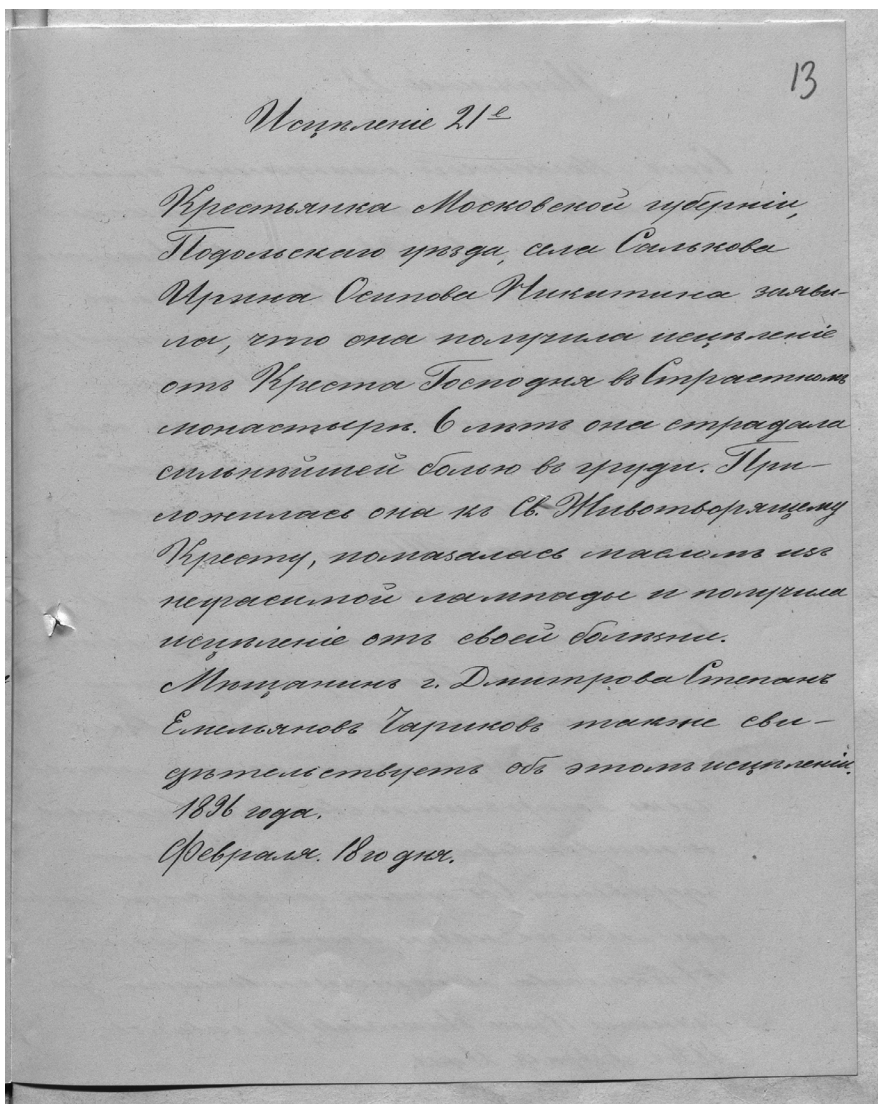 13
Исцѣленіе 21е
Крестьянка Московской губерніи,
Подольскаго уѣзда, села Салькова
Ирина Осипова Никитина заяви-
ла, что она получила исцѣленіе
отъ Креста Господня въ Страстномъ
монастырѣ. 6 лѣтъ она страдала
сильнѣйшей болью въ груди. При-
ложилась она къ Св. Животворящему
Кресту, помазалась масломъ изъ
неугасимой лампады и получила
исцѣленіе отъ своей болѣзни.
Мѣщанинъ г. Дмитрова Степанъ
Емельяновъ Чариковъ также сви-
дѣтельствуетъ объ этомъ исцѣленіи.
1896 года.
Февраля. 18го дня.